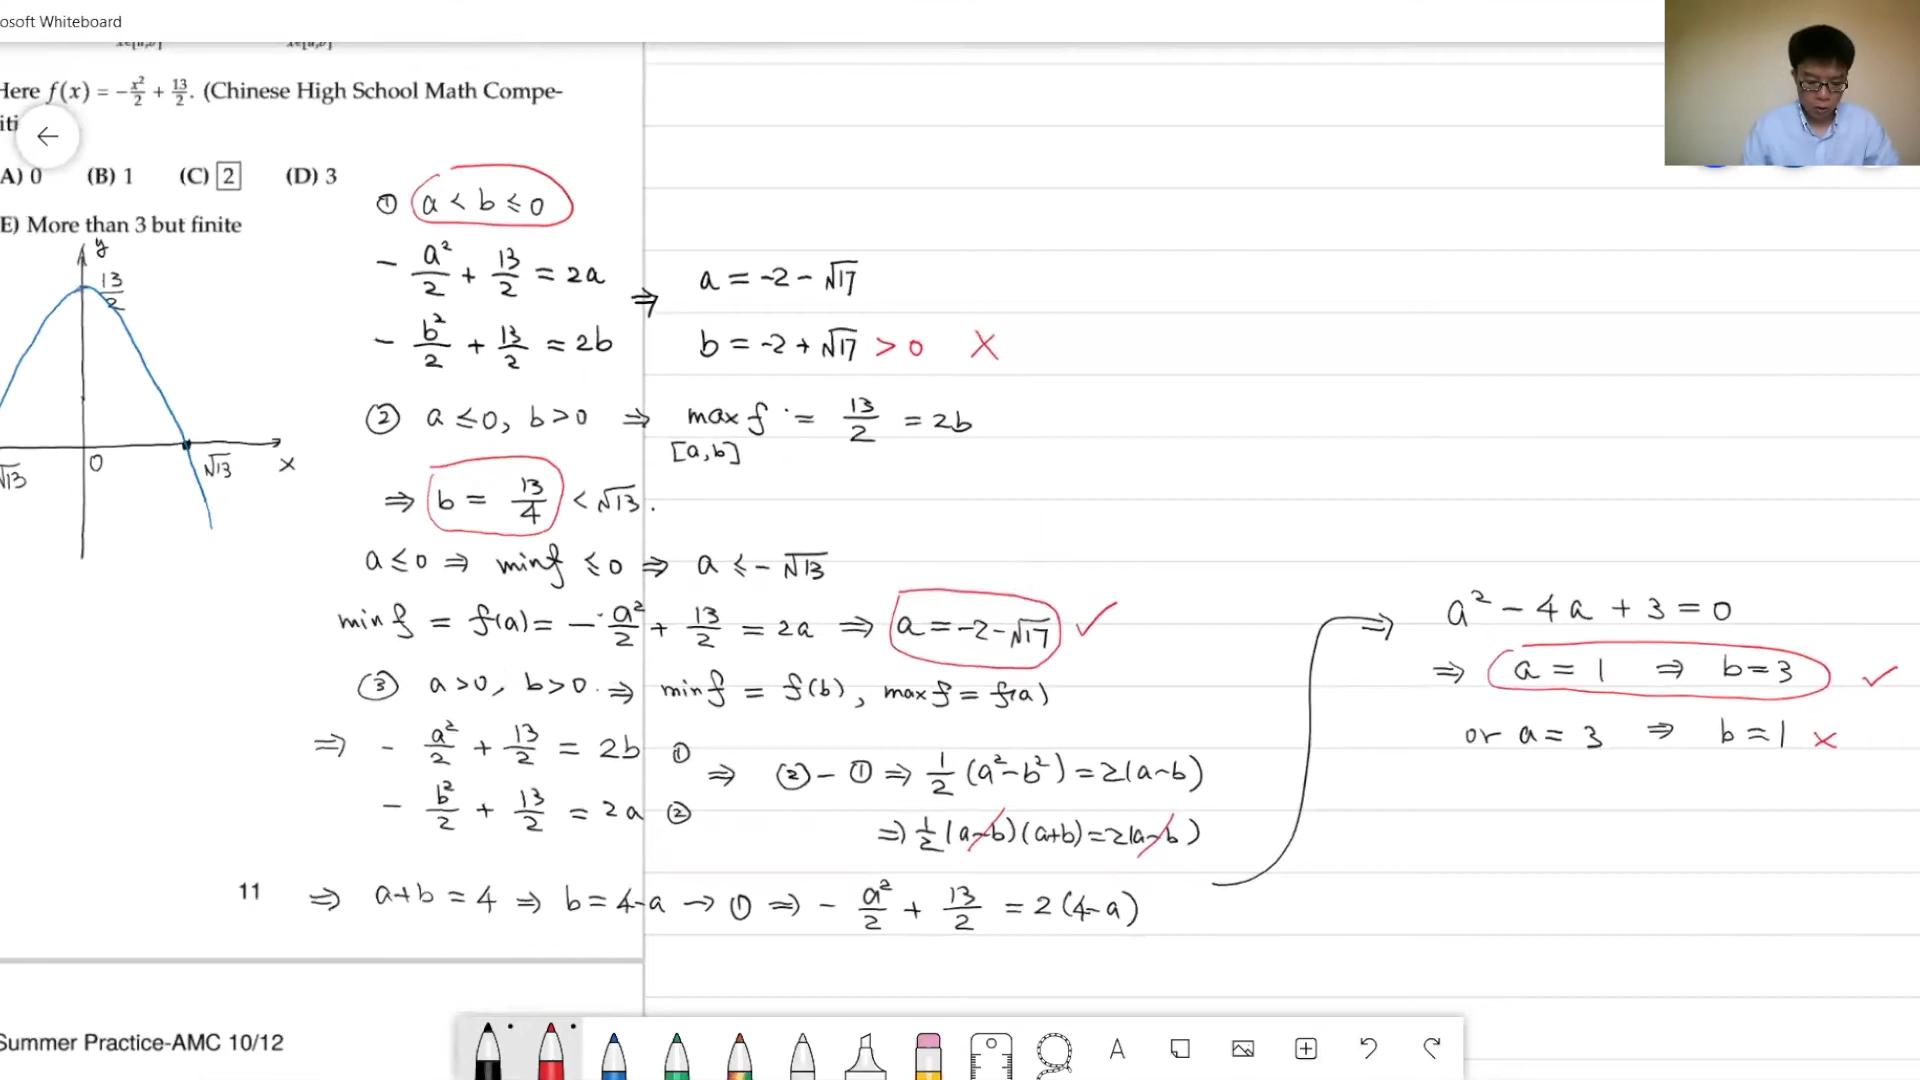 osoft Whiteboard
Here f(x) = -x²/2 + 13/2. (Chinese High School Math Compe-
iti
A) 0 (B) 1 (C) 2 (D) 3
E) More than 3 but finite
① a < b ≤ 0
y
13/2
- a²/2 + 13/2 = 2a ⇒ a = -2 - √17
- b²/2 + 13/2 = 2b b = -2 + √17 > 0 ×
② a ≤ 0, b > 0 ⇒ max f = 13/2 = 2b
[a,b]
0 √13 x
√13
⇒ b = 13/4 < √13.
a ≤ 0 ⇒ min f ≤ 0 ⇒ a ≤ -√13
min f = f(a) = -a²/2 + 13/2 = 2a ⇒ a = -2-√17 ✓
③ a>0, b>0. ⇒ min f = f(b), max f = f(a)
⇒ - a²/2 + 13/2 = 2b ①
- b²/2 + 13/2 = 2a ②
⇒ ② - ① ⇒ 1/2 (a²-b²) = 2(a-b)
⇒ 1/2 (a-b)(a+b) = 2(a-b)
11
⇒ a+b = 4 ⇒ b = 4-a → ① ⇒ - a²/2 + 13/2 = 2(4-a)
⇒ a² - 4a + 3 = 0
⇒ a = 1 ⇒ b = 3 ✓
or a = 3 ⇒ b = 1 ×
Summer Practice-AMC 10/12
A